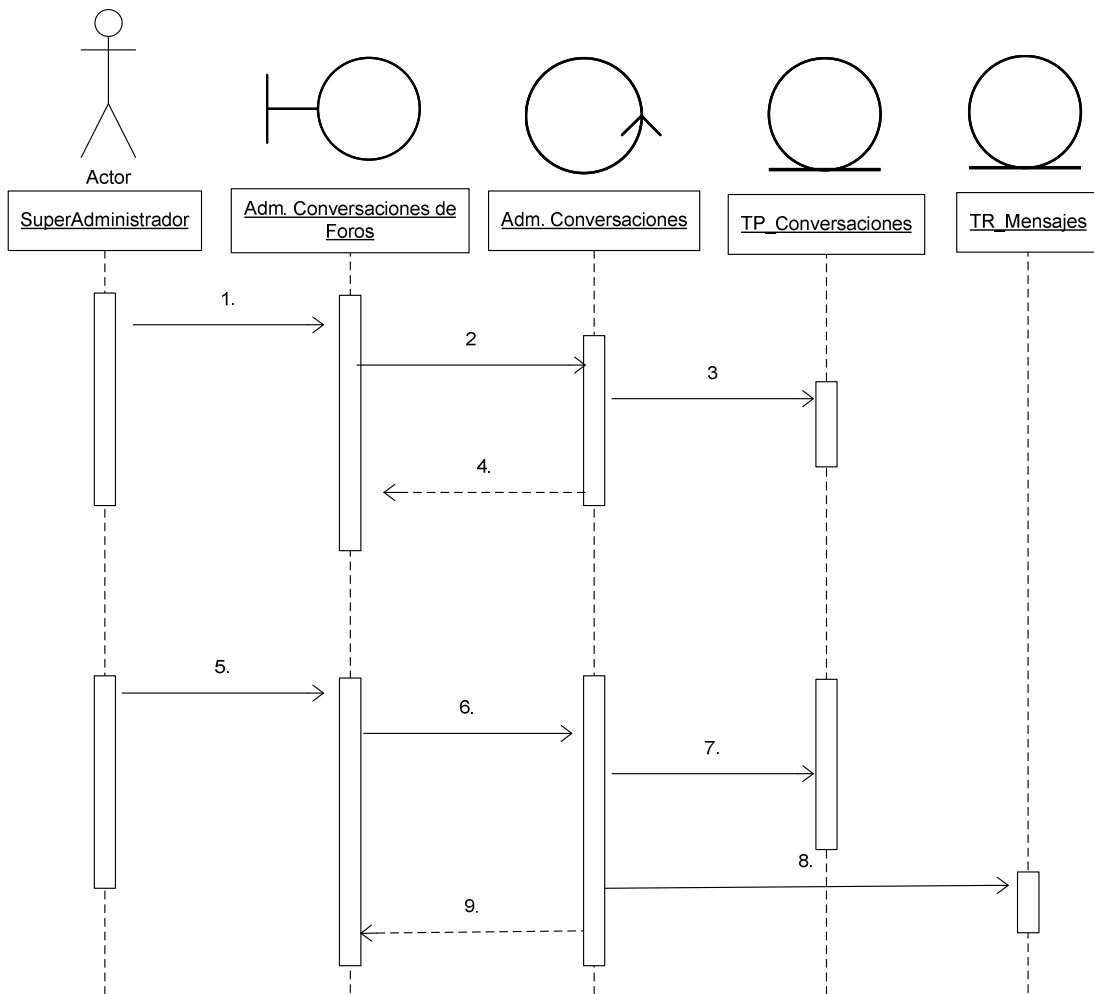 Actor
SuperAdministrador
Adm. Conversaciones de
Foros
Adm. Conversaciones
TP_Conversaciones
TR_Mensajes
1.
2
3
4.
5.
6.
7.
8.
9.